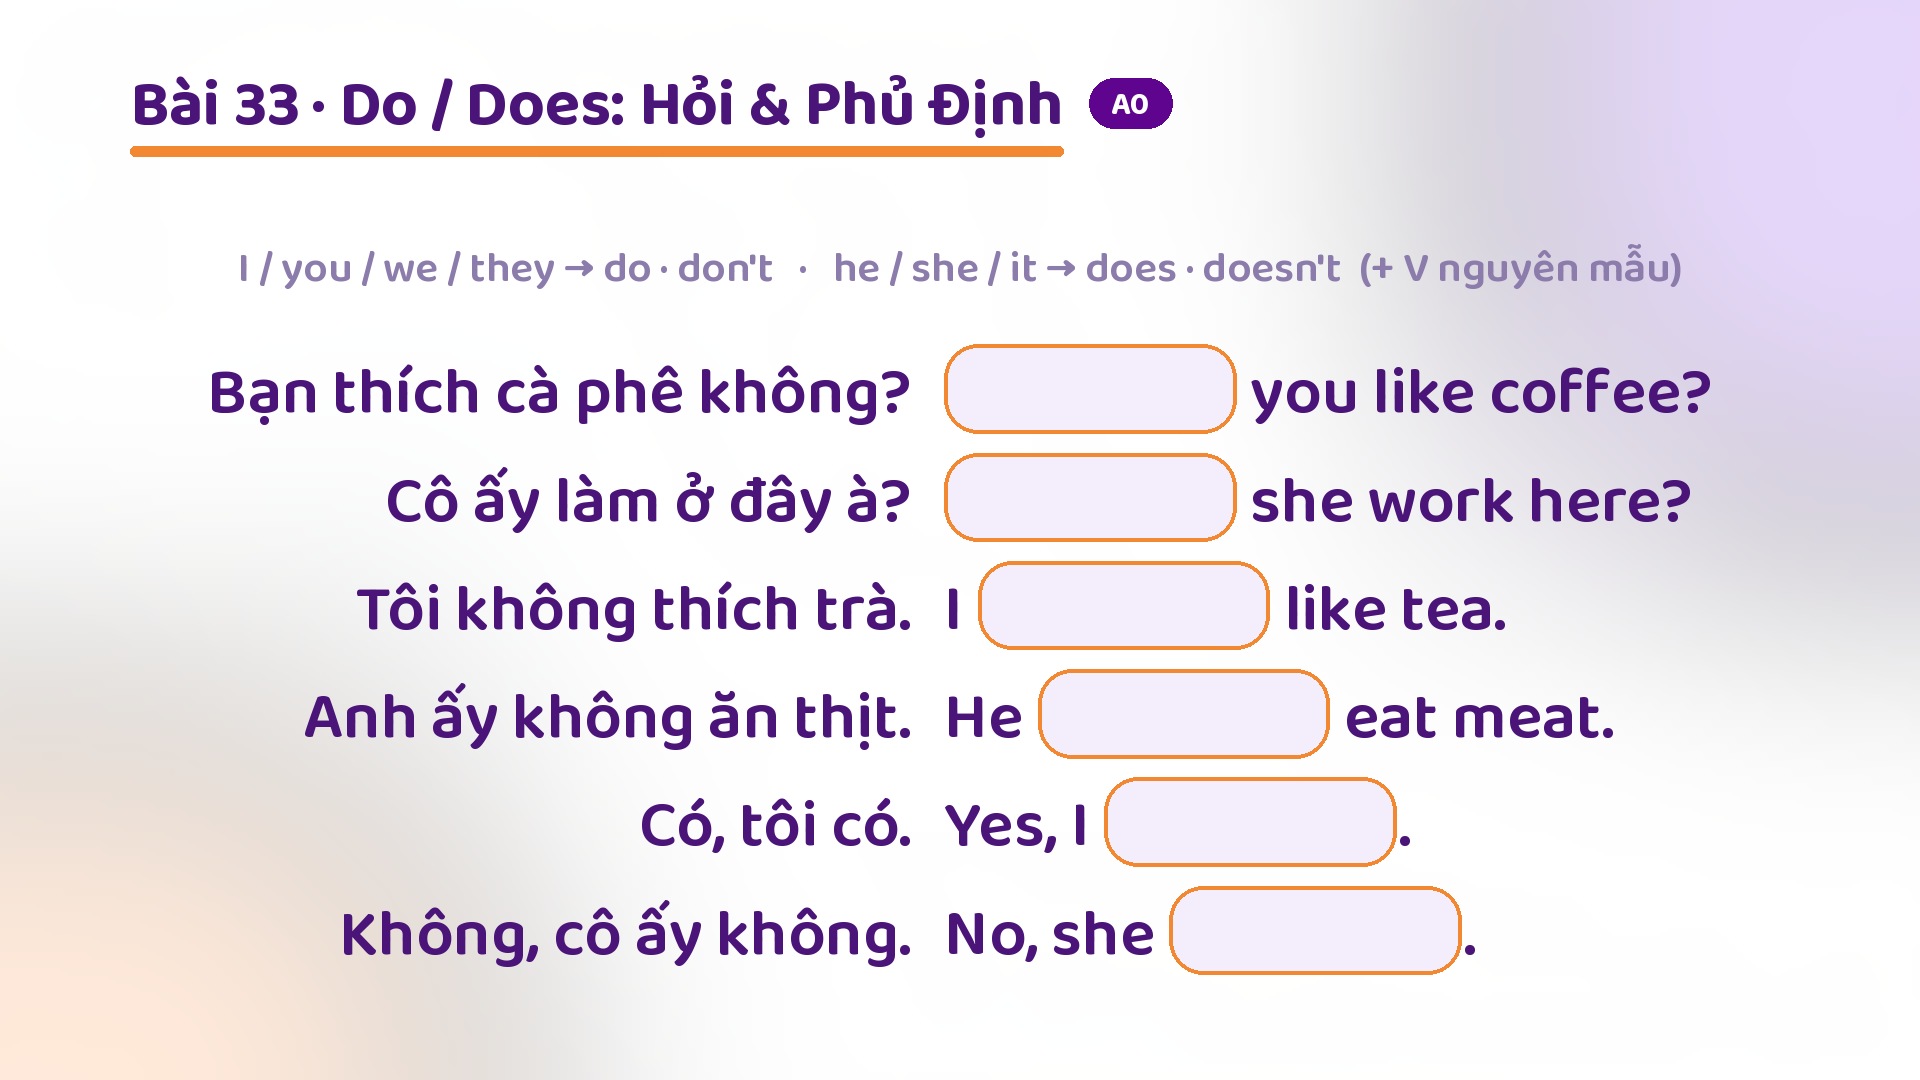 Bài 33 · Do / Does: Hỏi & Phủ Định A0
I / you / we / they → do · don't · he / she / it → does · doesn't (+ V nguyên mẫu)
Bạn thích cà phê không? you like coffee?
Cô ấy làm ở đây à? she work here?
Tôi không thích trà. I like tea.
Anh ấy không ăn thịt. He eat meat.
Có, tôi có. Yes, I .
Không, cô ấy không. No, she .